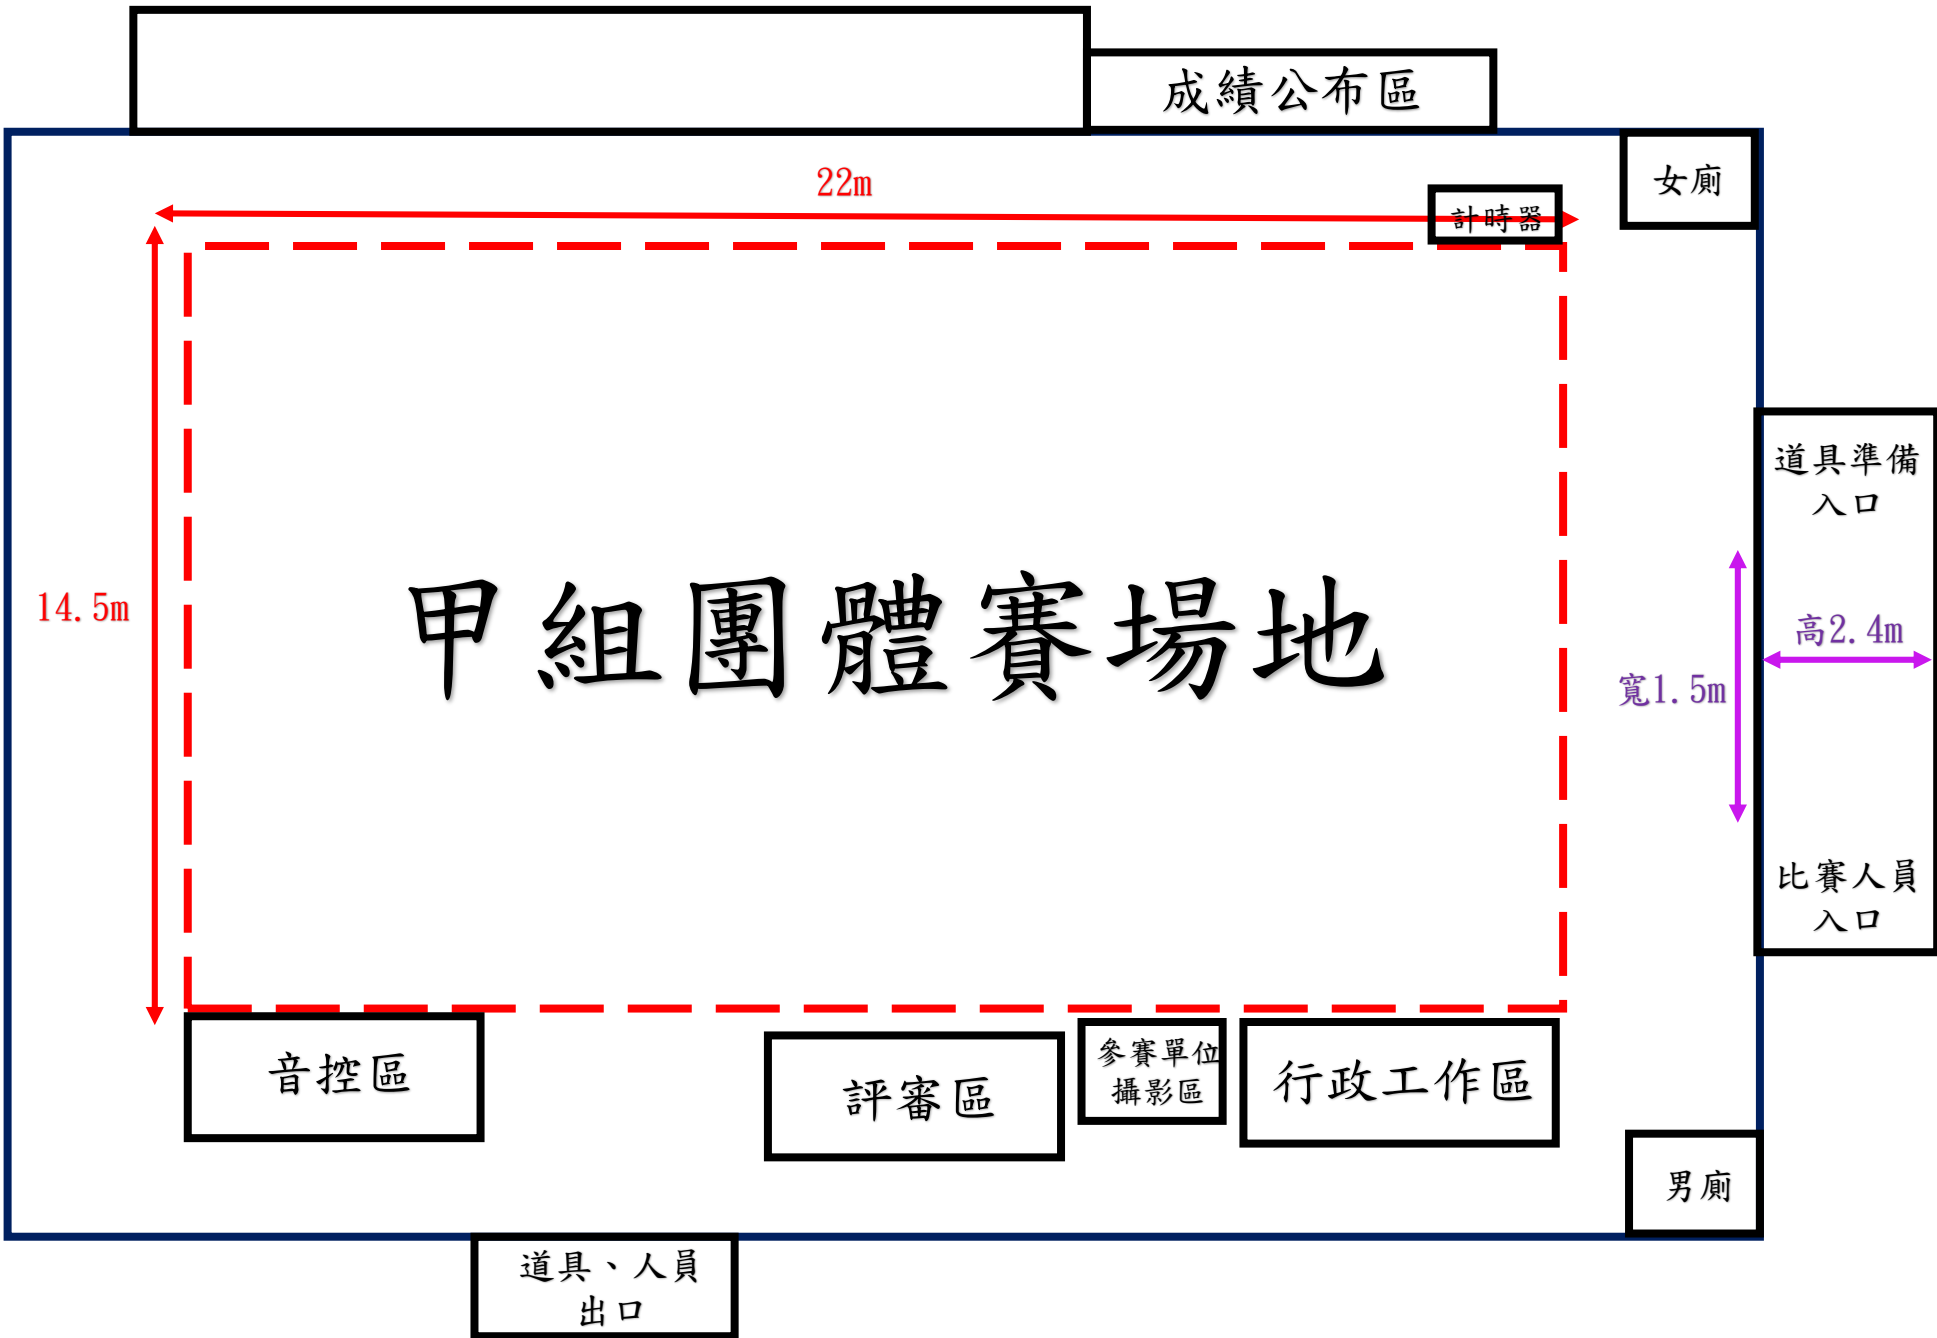 成績公布區
女廁
22m
計時器
道具準備
入口
14.5m
甲組團體賽場地
高2.4m
寬1.5m
比賽人員
入口
音控區
評審區
參賽單位
攝影區
行政工作區
男廁
道具、人員
出口